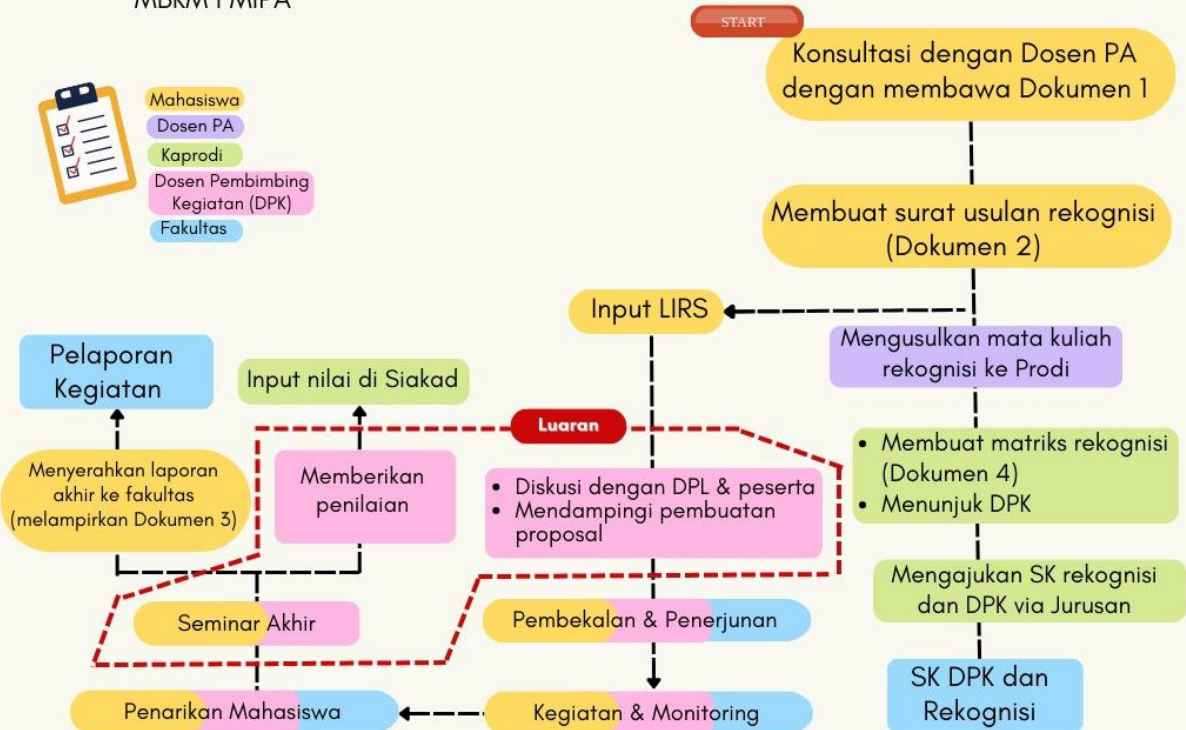 MBKM FMIPA
START
Konsultasi dengan Dosen PA
dengan membawa Dokumen 1
Mahasiswa
Dosen PA
Kaprodi
Dosen Pembimbing
Kegiatan (DPK)
Fakultas
Membuat surat usulan rekognisi
(Dokumen 2)
Input LIRS
Mengusulkan mata kuliah
rekognisi ke Prodi
Pelaporan
Kegiatan
Input nilai di Siakad
Luaran
• Membuat matriks rekognisi
(Dokumen 4)
• Menunjuk DPK
Menyerahkan laporan
akhir ke fakultas
(melampirkan Dokumen 3)
Memberikan
penilaian
• Diskusi dengan DPL & peserta
• Mendampingi pembuatan
proposal
Mengajukan SK rekognisi
dan DPK via Jurusan
Seminar Akhir
Pembekalan & Penerjunan
SK DPK dan
Rekognisi
Penarikan Mahasiswa
Kegiatan & Monitoring